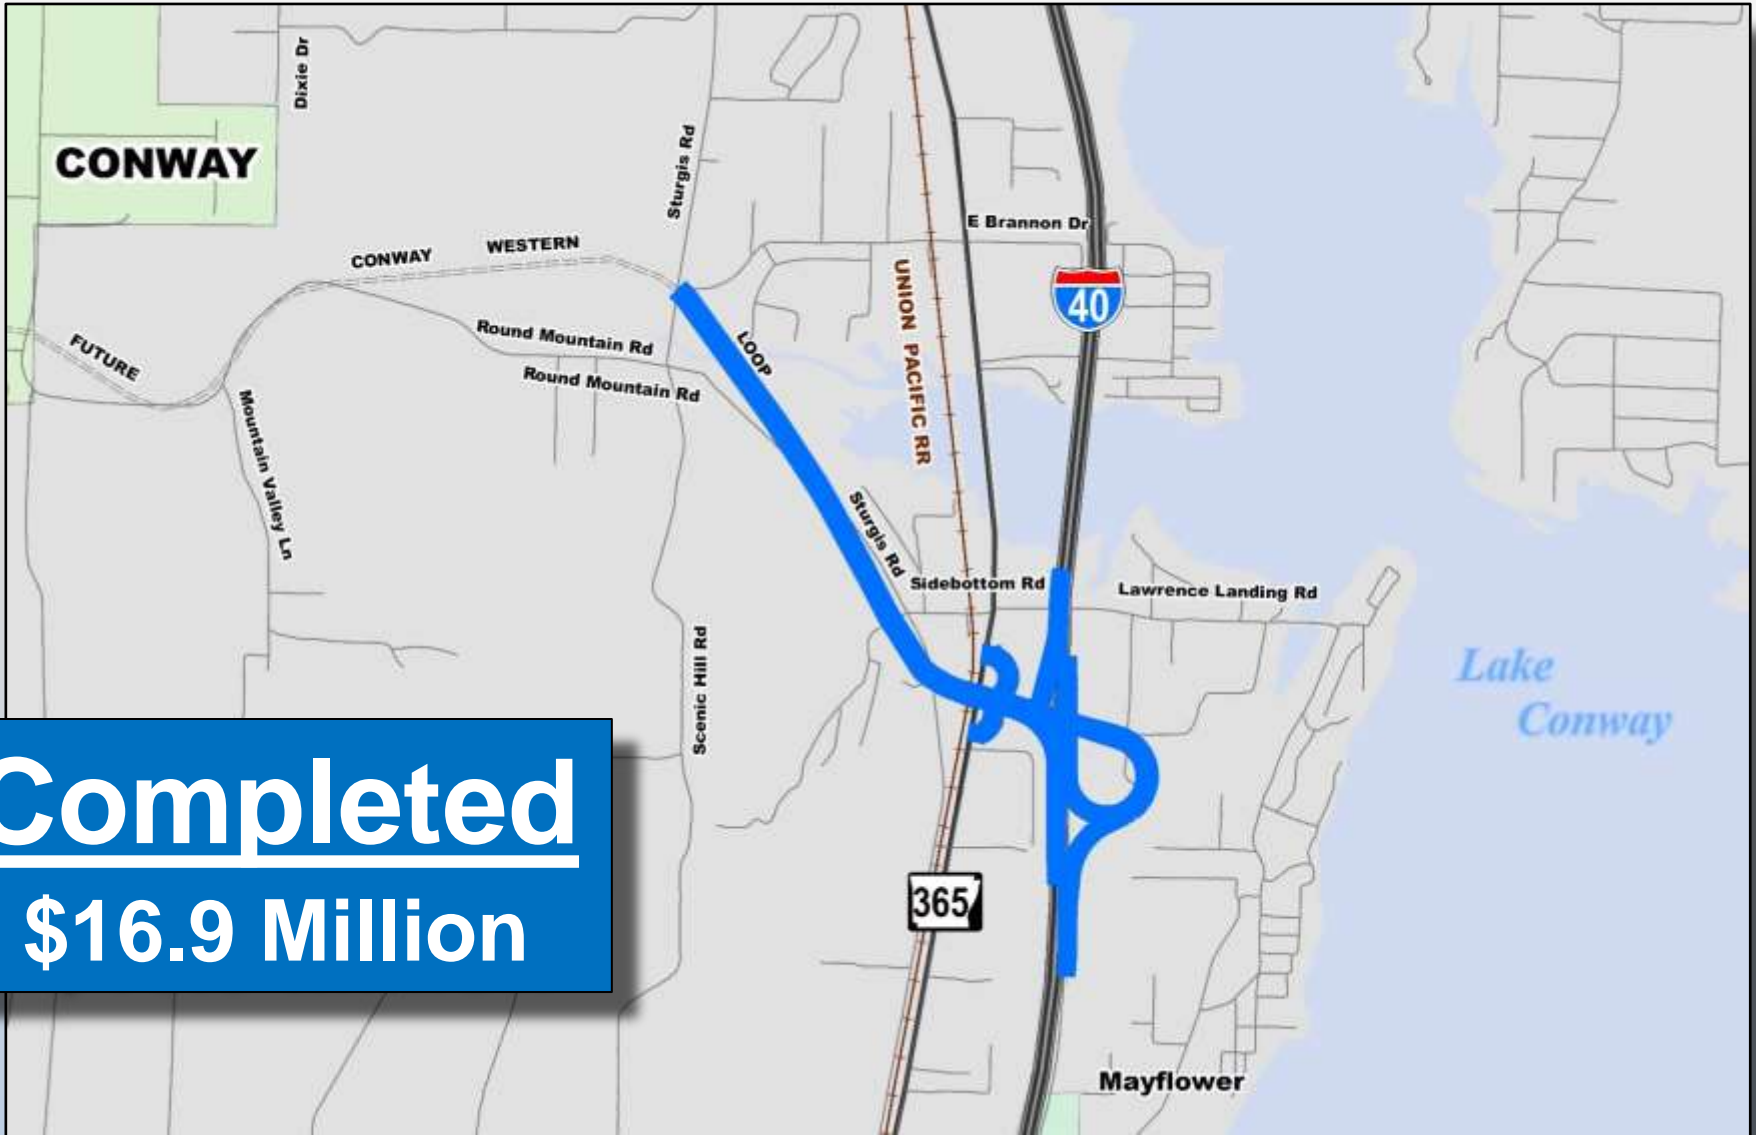 Dixie Dr
CONWAY
Sturgis Rd
E Brannon Dr
CONWAY WESTERN
UNION PACIFIC RR
40
FUTURE
Round Mountain Rd
LOOP
Round Mountain Rd
Mountain Valley Ln
Sturgis Rd
Sidebottom Rd
Lawrence Landing Rd
Scenic Hill Rd
Lake
Conway
Completed
$16.9 Million
365
Mayflower